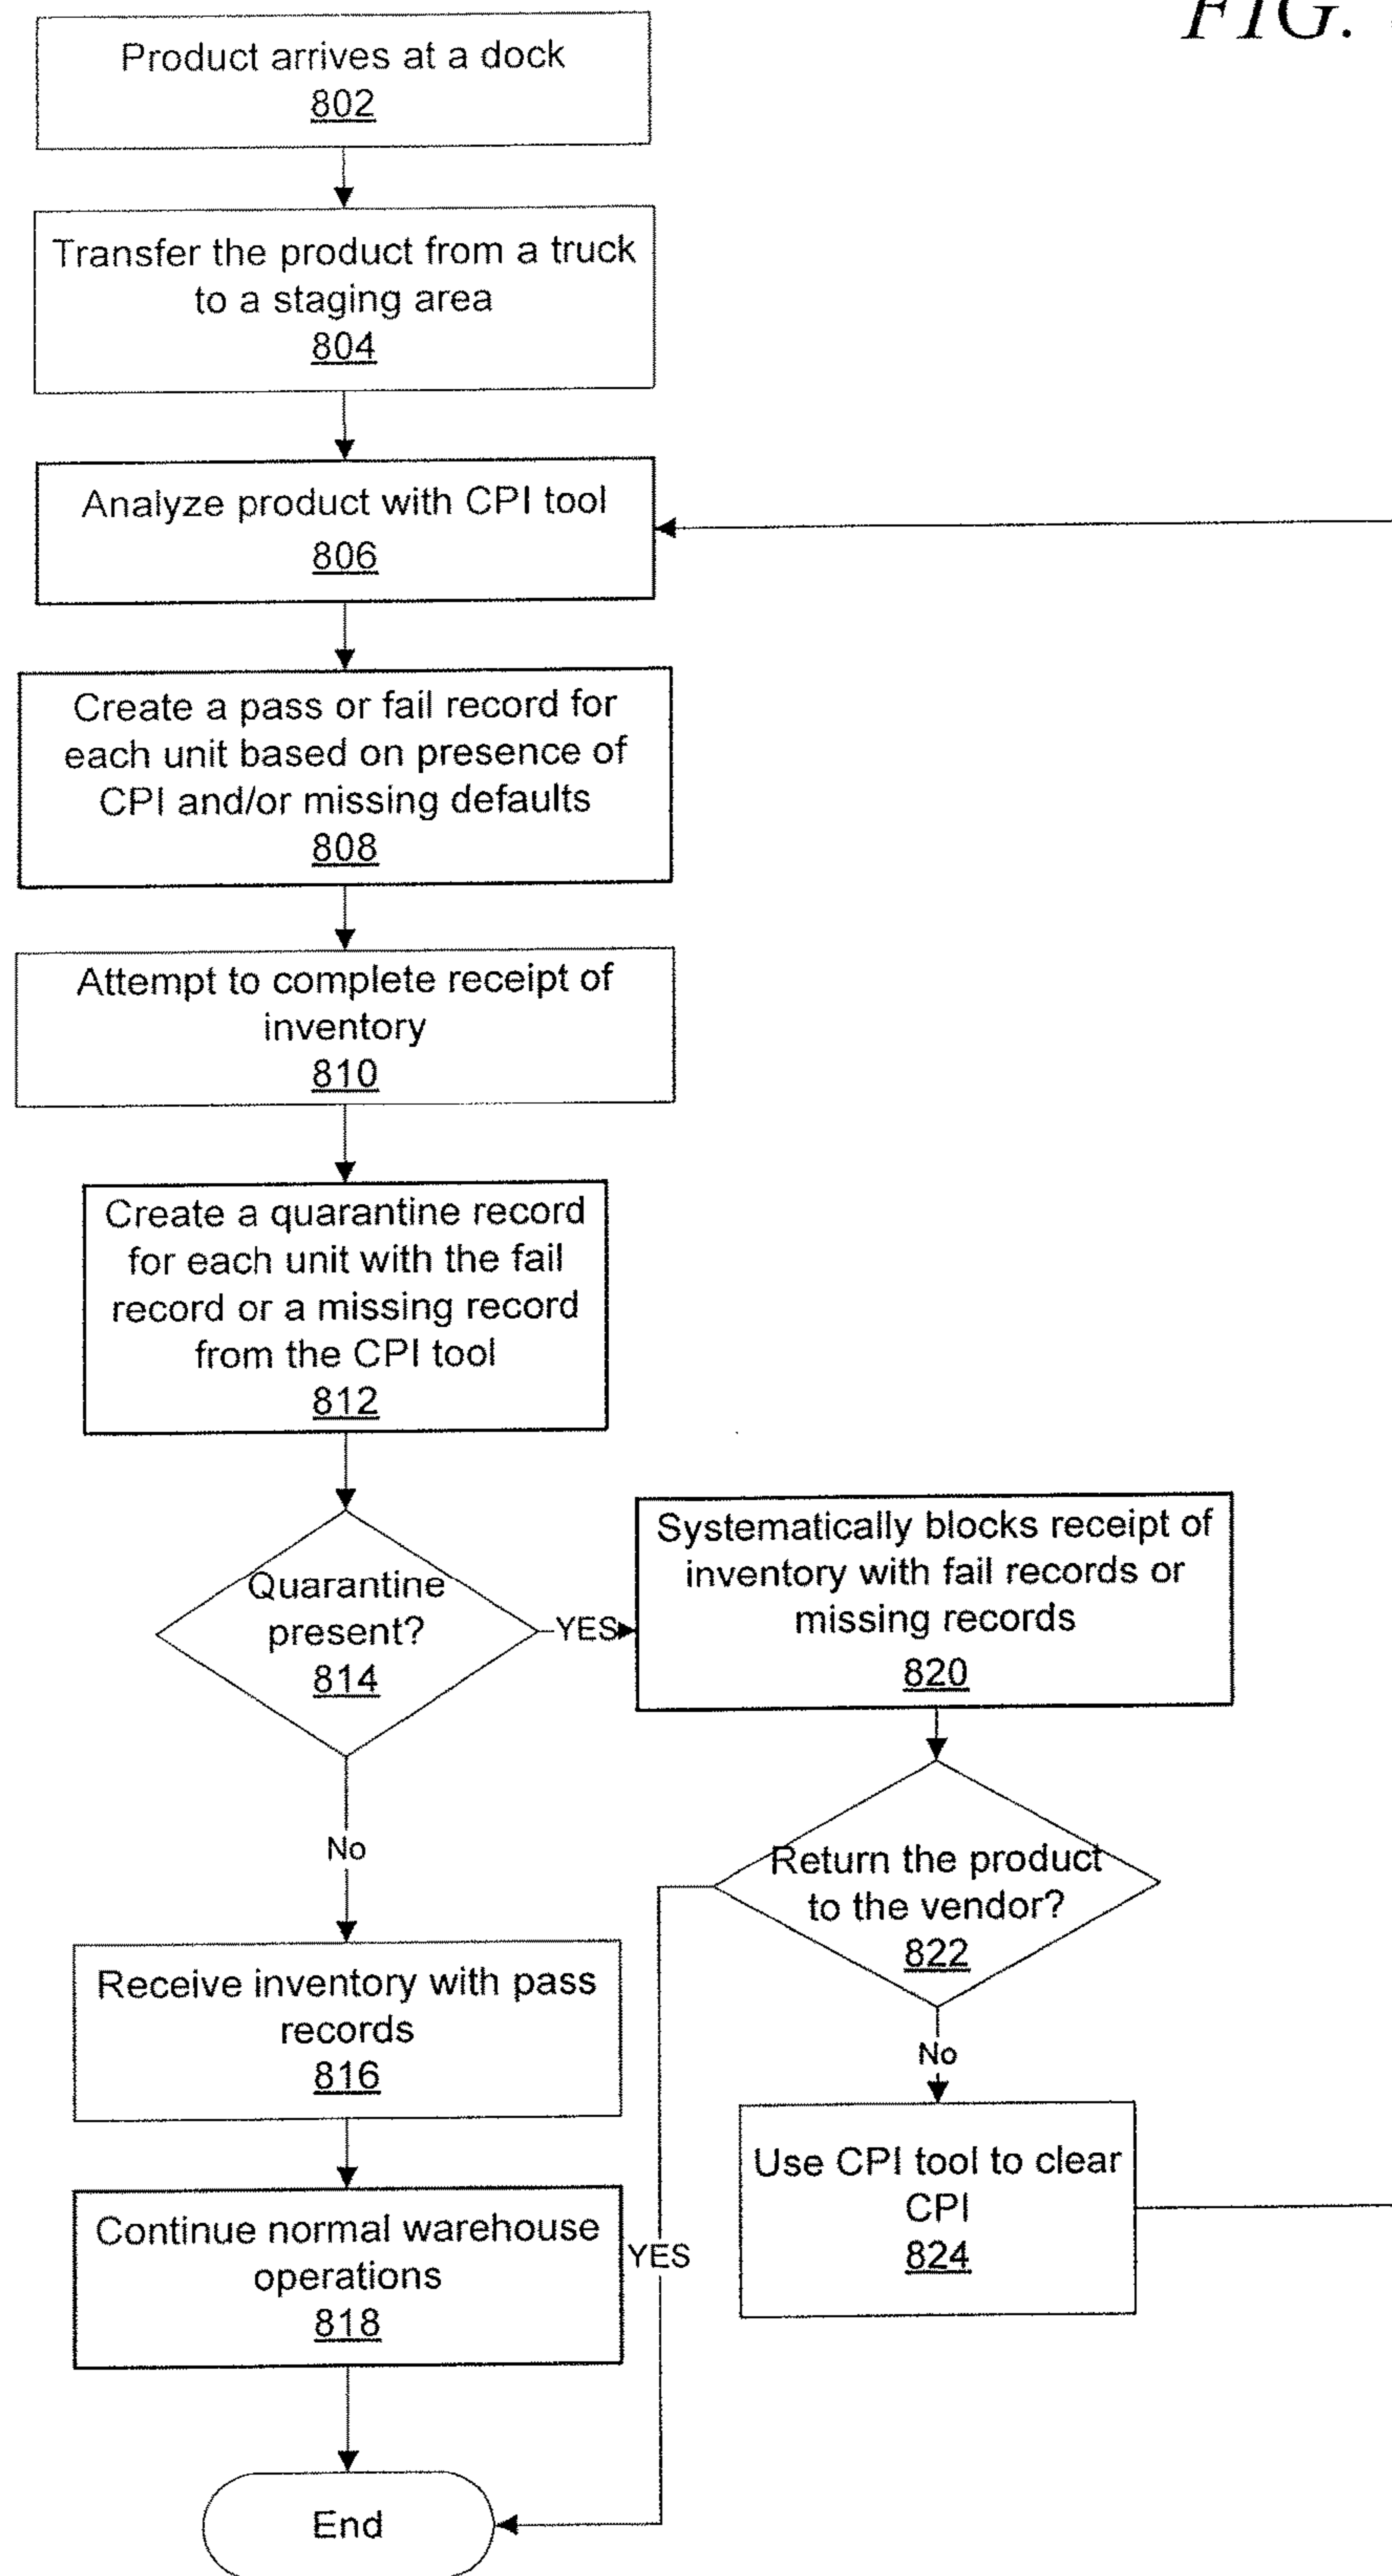 FIG.
Product arrives at a dock
802
Transfer the product from a truck
to a staging area
804
Analyze product with CPI tool
806
Create a pass or fail record for
each unit based on presence of
CPI and/or missing defaults
808
Attempt to complete receipt of
inventory
810
Create a quarantine record
for each unit with the fail
record or a missing record
from the CPI tool
812
Quarantine
present?
814
YES
Systematically blocks receipt of
inventory with fail records or
missing records
820
No
Return the product
to the vendor?
822
Receive inventory with pass
records
816
No
Use CPI tool to clear
CPI
824
Continue normal warehouse
operations
818
YES
End